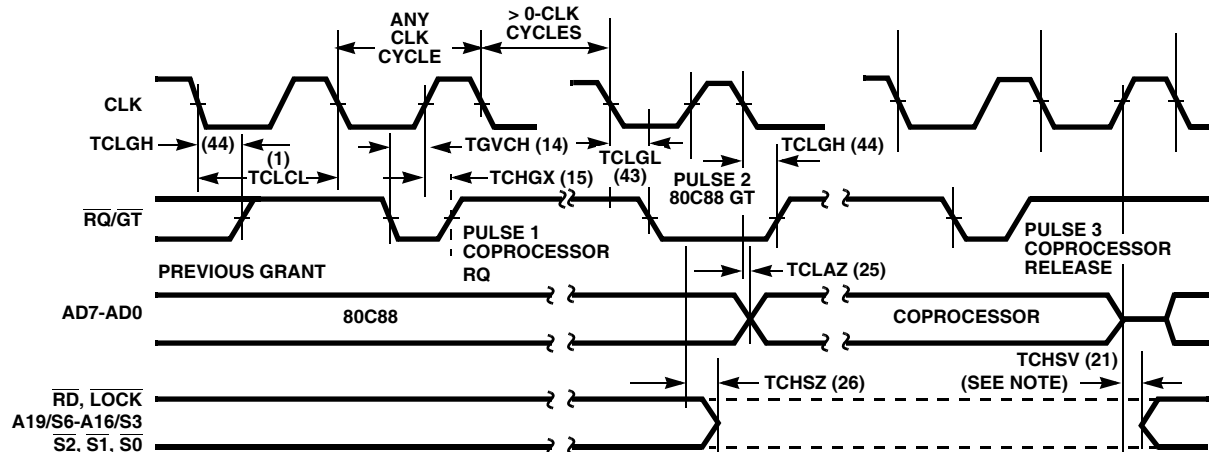 ANY
CLK
CYCLE
> 0-CLK
CYCLES
CLK
TCLGH
(44)
(1)
TCLCL
TGVCH (14)
TCHGX (15)
TCLGL
(43)
PULSE 2
80C88 GT
TCLGH (44)
RQ/GT
PREVIOUS GRANT
PULSE 1
COPROCESSOR
RQ
PULSE 3
COPROCESSOR
RELEASE
TCLAZ (25)
AD7-AD0
80C88
COPROCESSOR
TCHSZ (26)
TCHSV (21)
(SEE NOTE)
RD, LOCK
A19/S6-A16/S3
S2, S1, S0